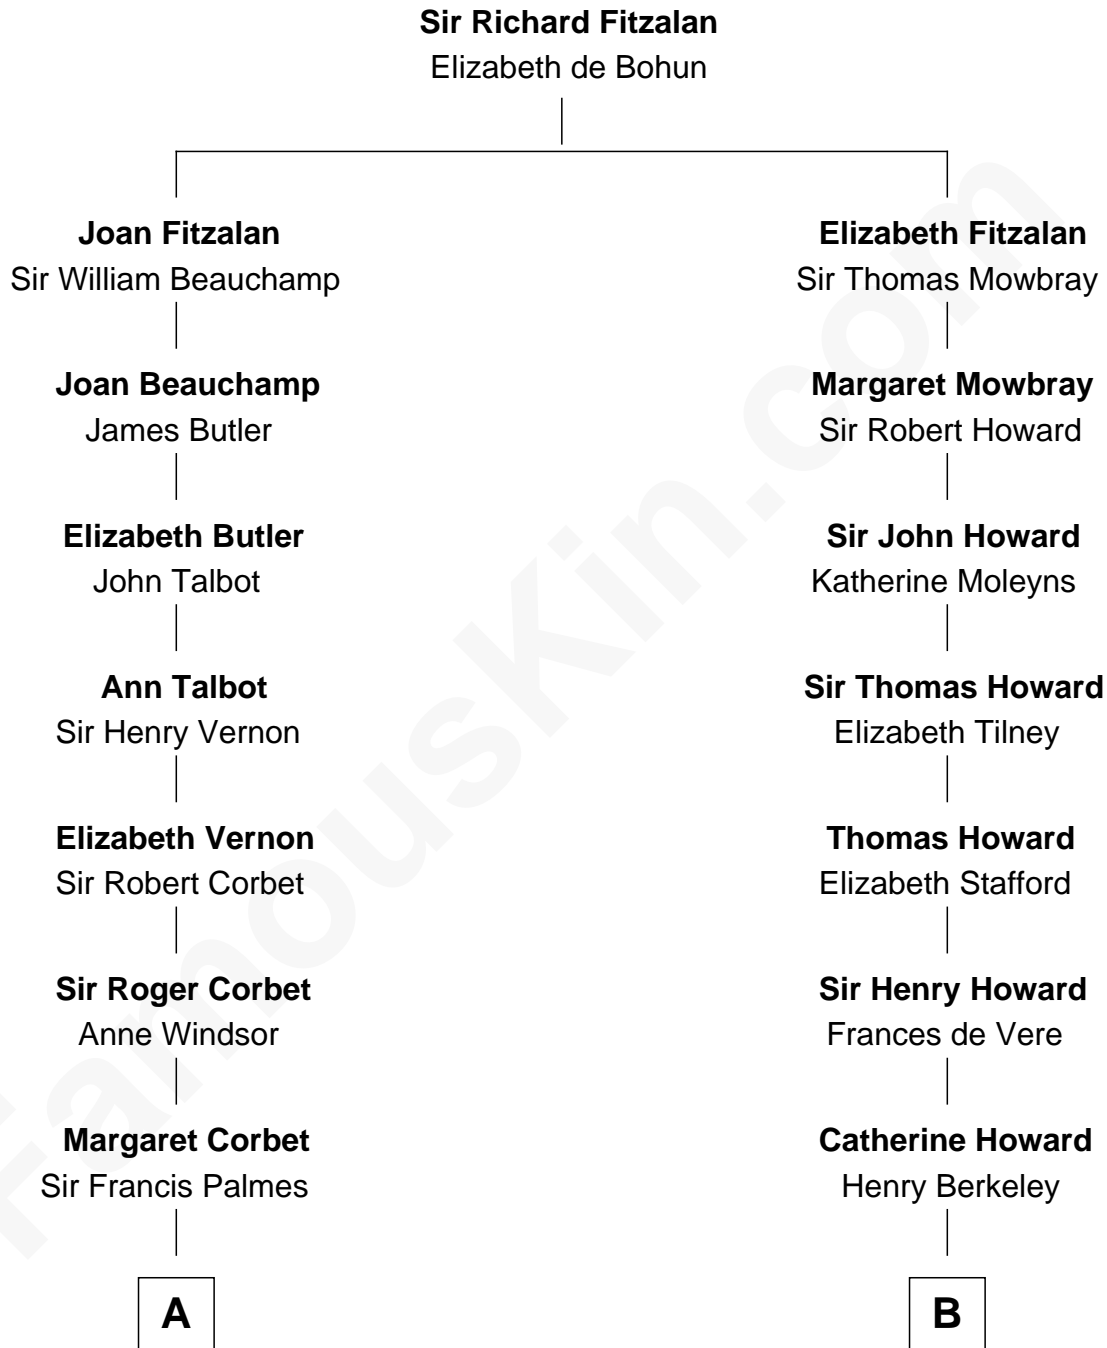 Sir Richard Fitzalan
Elizabeth de Bohun
Joan Fitzalan
Sir William Beauchamp
Elizabeth Fitzalan
Sir Thomas Mowbray
Joan Beauchamp
James Butler
Margaret Mowbray
Sir Robert Howard
Elizabeth Butler
John Talbot
Sir John Howard
Katherine Moleyns
Ann Talbot
Sir Henry Vernon
Sir Thomas Howard
Elizabeth Tilney
Elizabeth Vernon
Sir Robert Corbet
Thomas Howard
Elizabeth Stafford
Sir Roger Corbet
Anne Windsor
Sir Henry Howard
Frances de Vere
Margaret Corbet
Sir Francis Palmes
Catherine Howard
Henry Berkeley
A
B
FamousKin.com